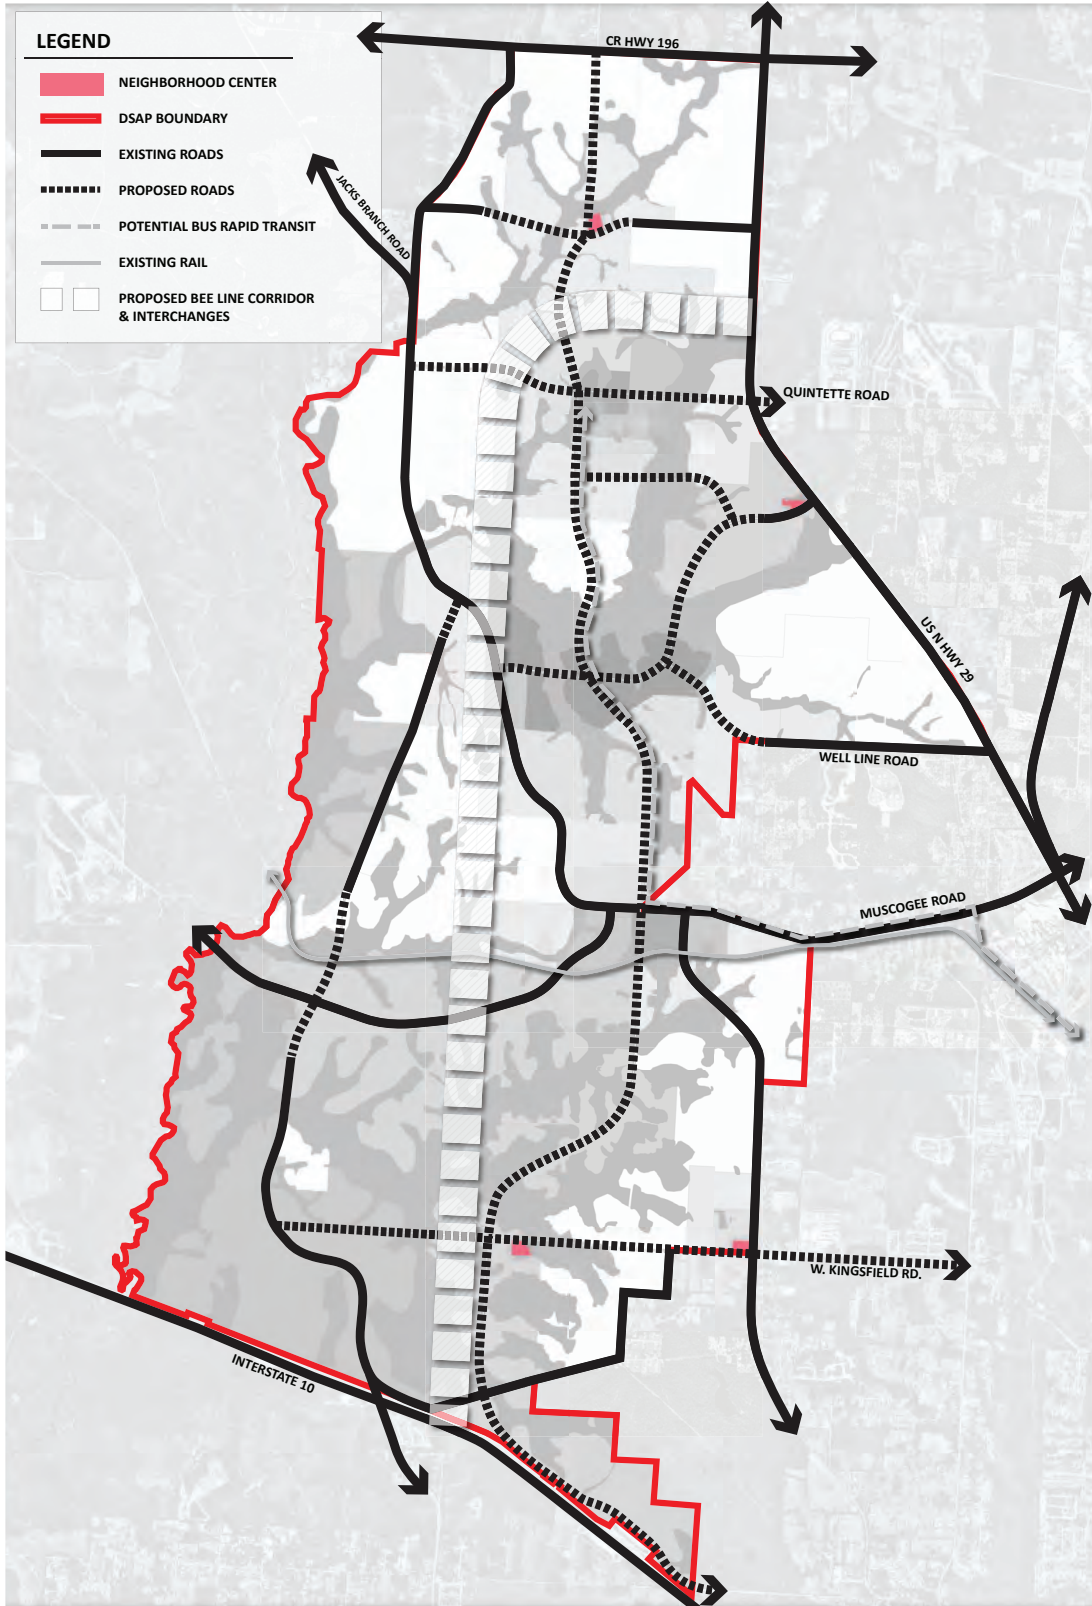 LEGEND
NEIGHBORHOOD CENTER
DSAP BOUNDARY
EXISTING ROADS
PROPOSED ROADS
POTENTIAL BUS RAPID TRANSIT
EXISTING RAIL
PROPOSED BEE LINE CORRIDOR
& INTERCHANGES
CR HWY 196
JACKS BRANCH ROAD
QUINTETTE ROAD
US N HWY 29
WELL LINE ROAD
MUSCOGEE ROAD
W. KINGSFIELD RD.
INTERSTATE 10